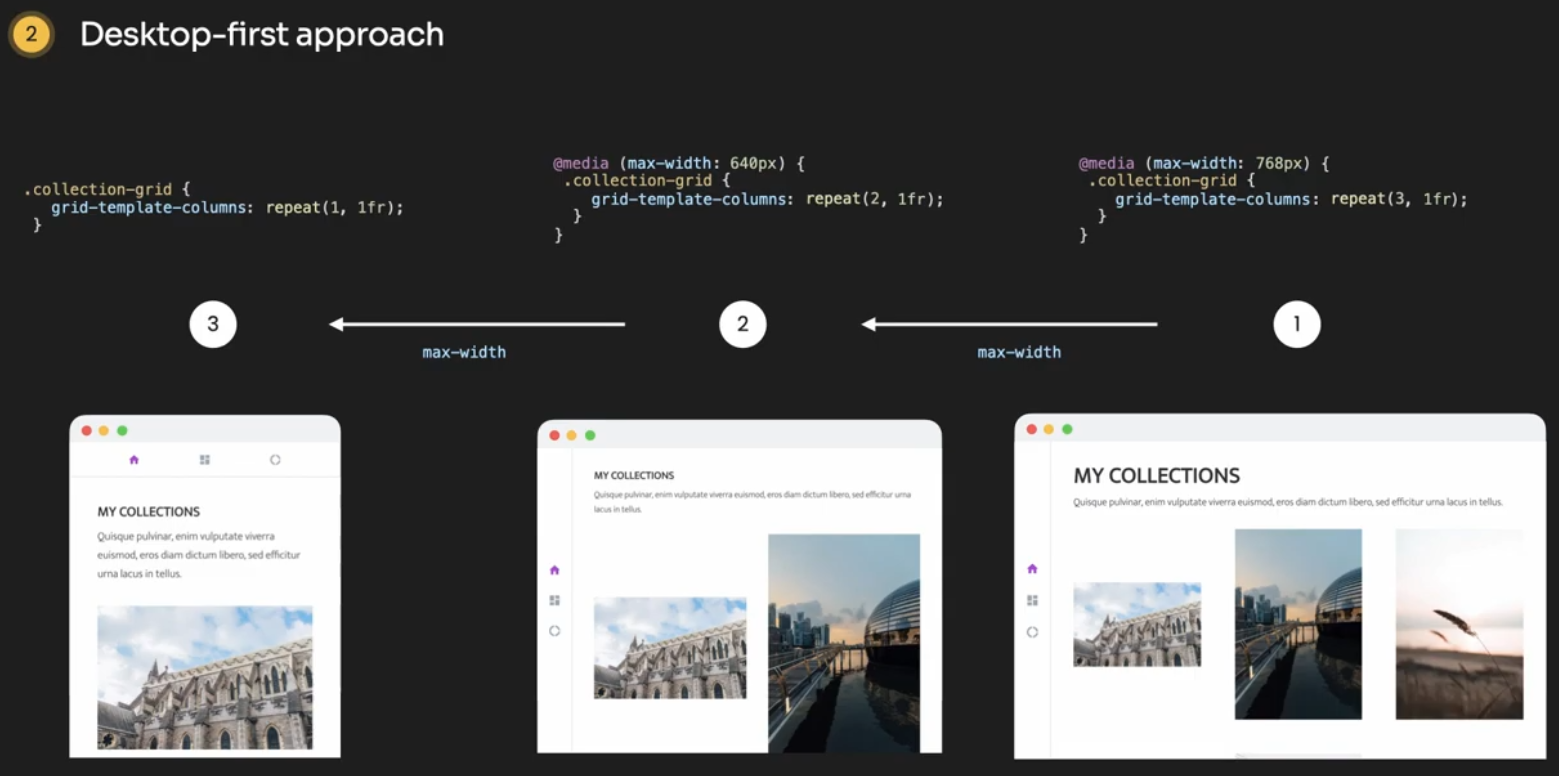 2
Desktop-first approach
.collection-grid {
grid-template-columns: repeat(1, 1fr);
}
@media (max-width: 640px) {
.collection-grid {
grid-template-columns: repeat(2, 1fr);
}
}
@media (max-width: 768px) {
.collection-grid {
grid-template-columns: repeat(3, 1fr);
}
}
3
max-width
2
max-width
1
MY COLLECTIONS
Quisque pulvinar, enim vulputate viverra
euismod, eros diam dictum libero, sed efficitur
urna lacus in tellus.
MY COLLECTIONS
Quisque pulvinar, enim vulputate viverra euismod, eros diam dictum libero, sed efficitur urna
lacus in tellus.
MY COLLECTIONS
Quisque pulvinar, enim vulputate viverra euismod, eros diam dictum libero, sed efficitur urna lacus in tellus.